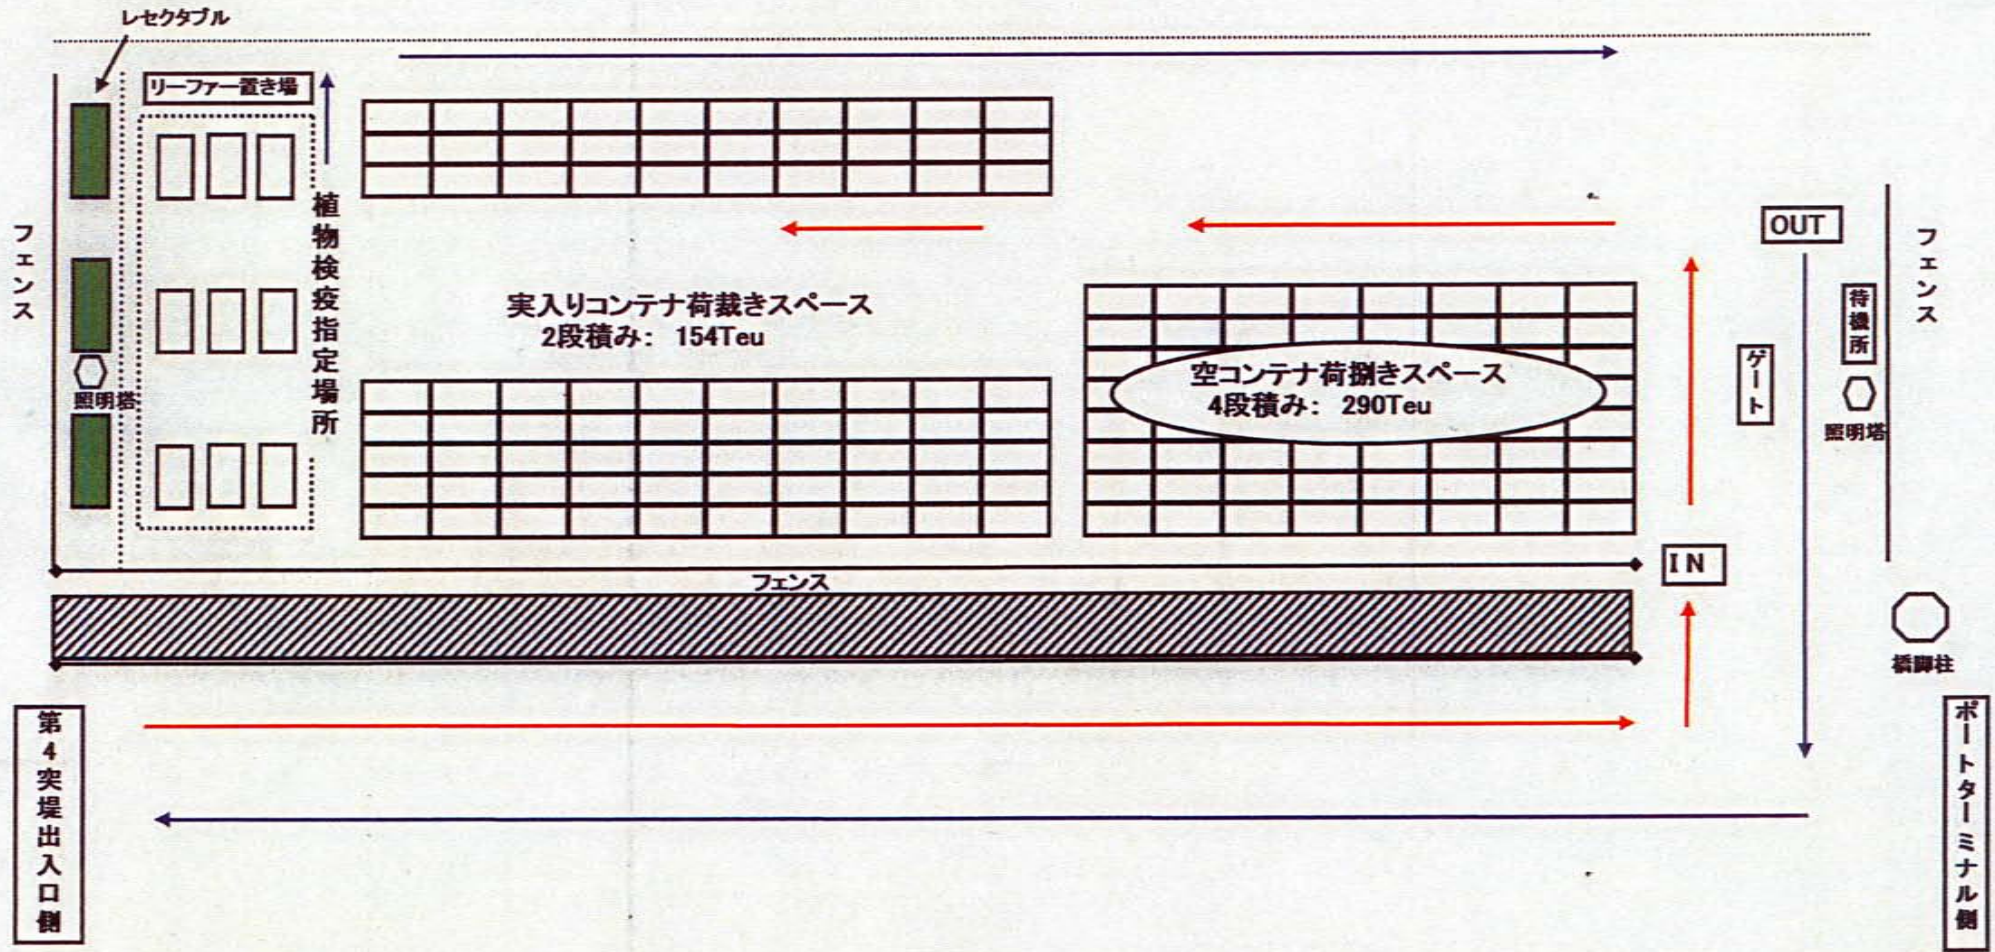 レセクタブル
リーファー置き場
フェンス
植物検疫指定場所
照明塔
実入りコンテナ荷裁きスペース
2段積み： 154Teu
空コンテナ荷捌きスペース
4段積み： 290Teu
OUT
待機所
フェンス
ゲート
照明塔
IN
フェンス
橋脚柱
第4突堤出入口側
ポートターミナル側